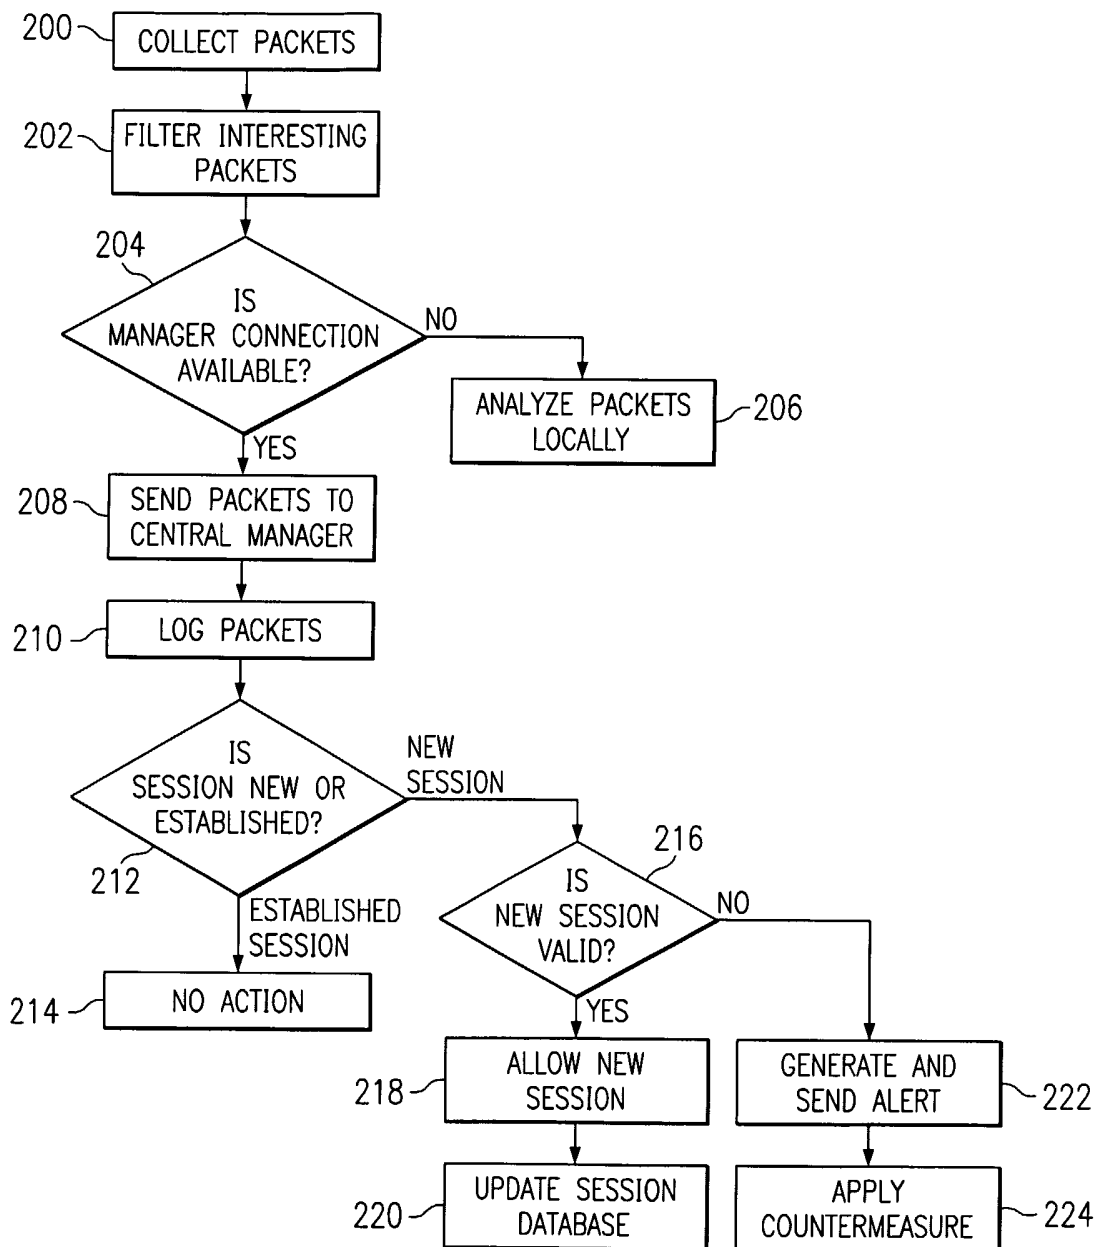 200
COLLECT PACKETS
202
FILTER INTERESTING
PACKETS
204
IS
MANAGER CONNECTION
AVAILABLE?
NO
ANALYZE PACKETS
LOCALLY
206
YES
208
SEND PACKETS TO
CENTRAL MANAGER
210
LOG PACKETS
IS
SESSION NEW OR
ESTABLISHED?
212
NEW
SESSION
ESTABLISHED
SESSION
214
NO ACTION
216
IS
NEW SESSION
VALID?
NO
YES
218
ALLOW NEW
SESSION
GENERATE AND
SEND ALERT
222
220
UPDATE SESSION
DATABASE
APPLY
COUNTERMEASURE
224